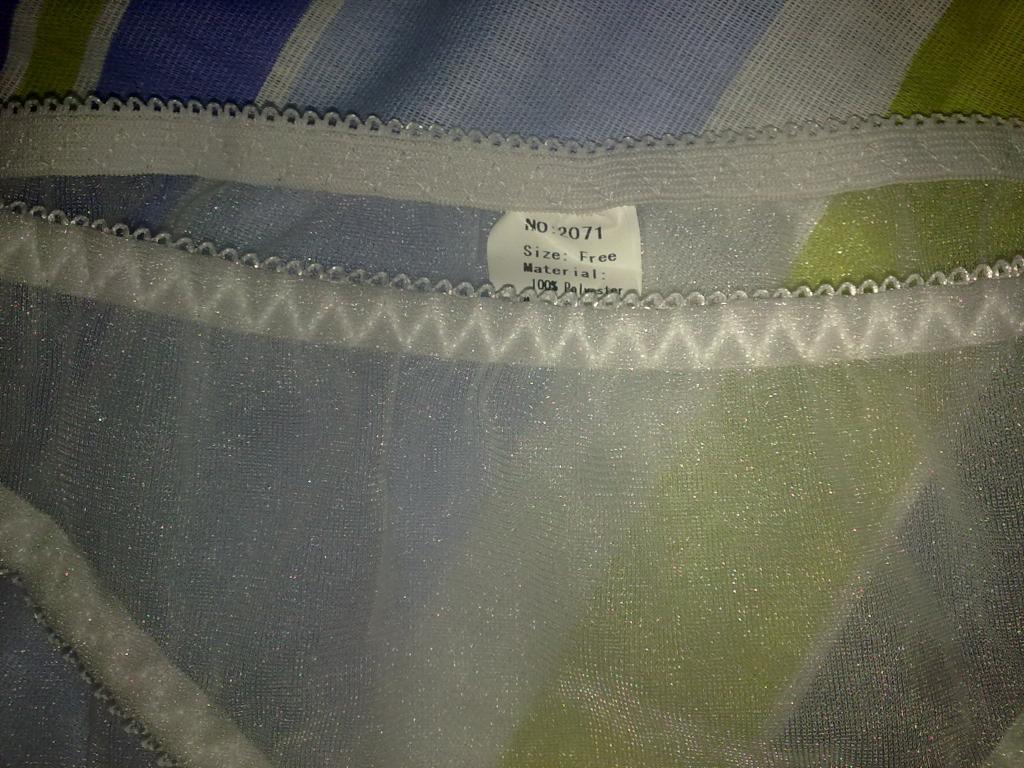 NO:2071
Size: Free
Material:
100% Polyester